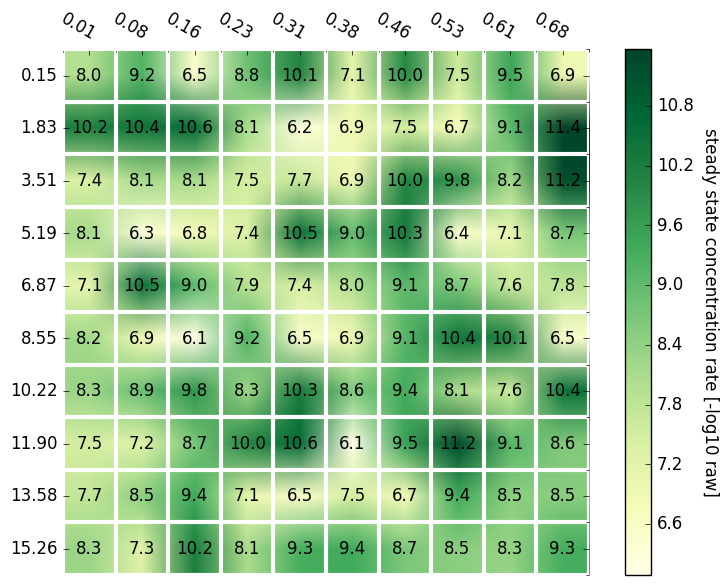 0.01 0.08 0.16 0.23 0.31 0.38 0.46 0.53 0.61 0.68
0.15 8.0 9.2 6.5 8.8 10.1 7.1 10.0 7.5 9.5 6.9
1.83 10.2 10.4 10.6 8.1 6.2 6.9 7.5 6.7 9.1 11.4
3.51 7.4 8.1 8.1 7.5 7.7 6.9 10.0 9.8 8.2 11.2
5.19 8.1 6.3 6.8 7.4 10.5 9.0 10.3 6.4 7.1 8.7
6.87 7.1 10.5 9.0 7.9 7.4 8.0 9.1 8.7 7.6 7.8
8.55 8.2 6.9 6.1 9.2 6.5 6.9 9.1 10.4 10.1 6.5
10.22 8.3 8.9 9.8 8.3 10.3 8.6 9.4 8.1 7.6 10.4
11.90 7.5 7.2 8.7 10.0 10.6 6.1 9.5 11.2 9.1 8.6
13.58 7.7 8.5 9.4 7.1 6.5 7.5 6.7 9.4 8.5 8.5
15.26 8.3 7.3 10.2 8.1 9.3 9.4 8.7 8.5 8.3 9.3
10.8
10.2
9.6
9.0
8.4
7.8
7.2
6.6
steady state concentration rate [-log10 raw]